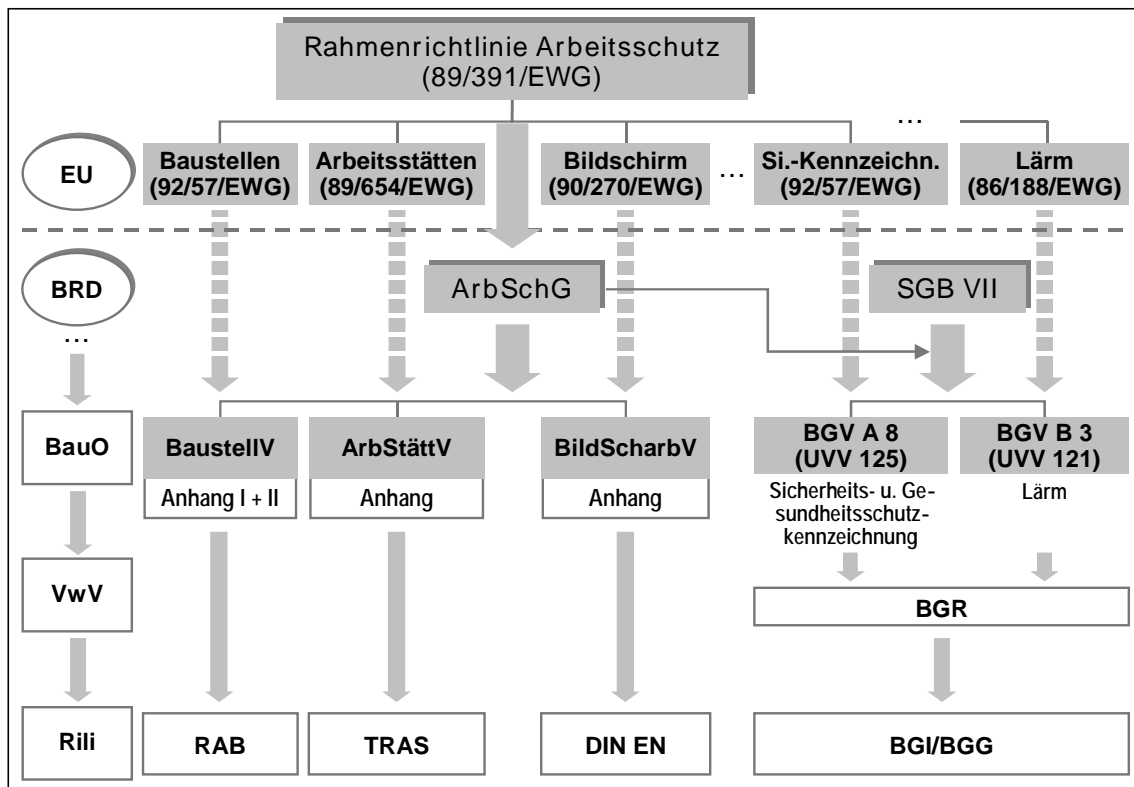 Rahmenrichtlinie Arbeitsschutz
(89/391/EWG)
...
EU
Baustellen
(92/57/EWG)
Arbeitsstätten
(89/654/EWG)
Bildschirm
(90/270/EWG)
...
Si.-Kennzeichn.
(92/57/EWG)
Lärm
(86/188/EWG)
BRD
...
ArbSchG
SGB VII
BauO
BaustellV
Anhang I + II
ArbStättV
Anhang
BildScharbV
Anhang
BGV A 8
(UVV 125)
Sicherheits- u. Ge-
sundheitsschutz-
kennzeichnung
BGV B 3
(UVV 121)
Lärm
VwV
BGR
Rili
RAB
TRAS
DIN EN
BGI/BGG